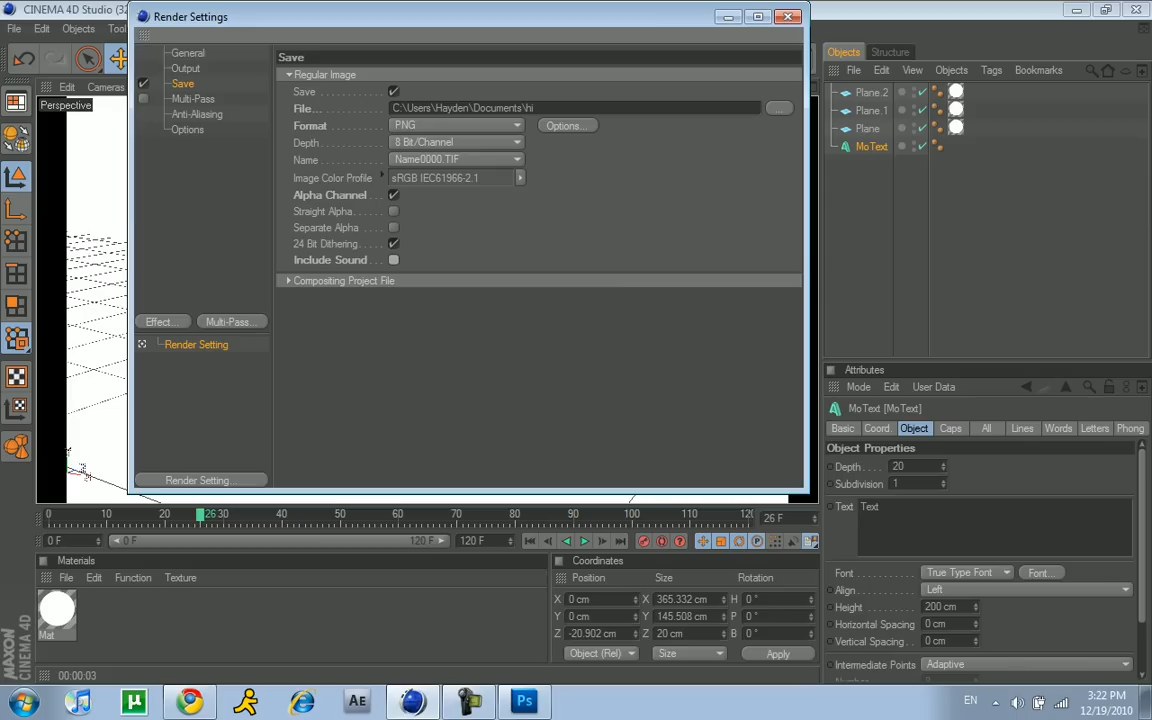 CINEMA 4D Studio (32
Render Settings
File Edit Objects Tool
General
Output
Save
Multi-Pass
Anti-Aliasing
Options
Effect... Multi-Pass...
Render Setting
Render Setting...
Save
Regular Image
Save
File... C:\Users\Hayden\Documents\hi ...
Format PNG Options...
Depth 8 Bit/Channel
Name Name0000.TIF
Image Color Profile sRGB IEC61966-2.1
Alpha Channel
Straight Alpha
Separate Alpha
24 Bit Dithering
Include Sound
Compositing Project File
Edit Cameras
Perspective
Objects Structure
File Edit View Objects Tags Bookmarks
Plane.2
Plane.1
Plane
MoText
Attributes
Mode Edit User Data
MoText [MoText]
Basic Coord. Object Caps All Lines Words Letters Phong
Object Properties
Depth 20
Subdivision 1
Text Text
Font True Type Font Font...
Align Left
Height 200 cm
Horizontal Spacing 0 cm
Vertical Spacing 0 cm
Intermediate Points Adaptive
0 10 20 26 30 40 50 60 70 80 90 100 110 120 26 F
0 F 0 F 120 F 120 F
Materials
File Edit Function Texture
Mat
Coordinates
Position Size Rotation
X 0 cm X 365.332 cm H 0 °
Y 0 cm Y 145.508 cm P 0 °
Z -20.902 cm Z 20 cm B 0 °
Object (Rel) Size Apply
MAXON
CINEMA 4D
00:00:03
Ae
Ps
EN
3:22 PM
12/19/2010